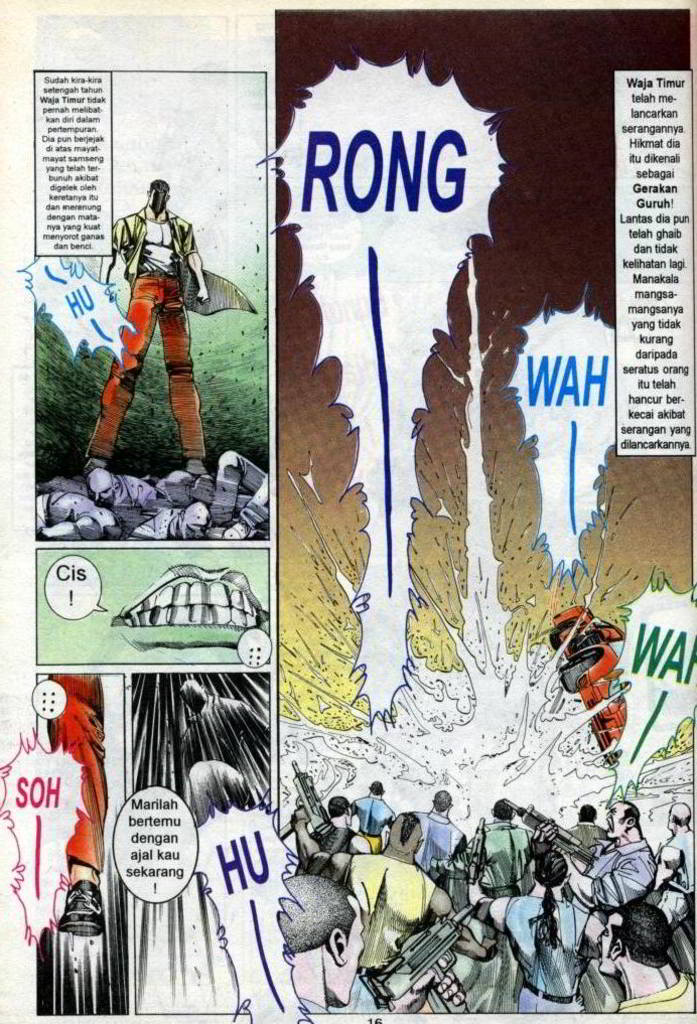 Sudah kira-kira
setengah tahun
Waja Timur tidak
pernah melibat-
kan diri dalam
pertempuran.
Dia pun berjejak
di atas mayat-
mayat samseng
yang telah ter-
bunuh akibat
digelek oleh
keretanya itu
dan merenung
dengan mata-
nya yang kuat
menyorot ganas
dan benci.
HU
Cis
!
SOH
Marilah
bertemu
dengan
ajal kau
sekarang
!
HU
RONG
WAH
Waja Timur
telah me-
lancarkan
serangannya.
Hikmat dia
itu dikenali
sebagai
Gerakan
Guruh!
Lantas dia pun
telah ghaib
dan tidak
kelihatan lagi.
Manakala
mangsa-
mangsanya
yang tidak
kurang
daripada
seratus orang
itu telah
hancur ber-
kecai akibat
serangan yang
dilancarkannya.
WAH
16